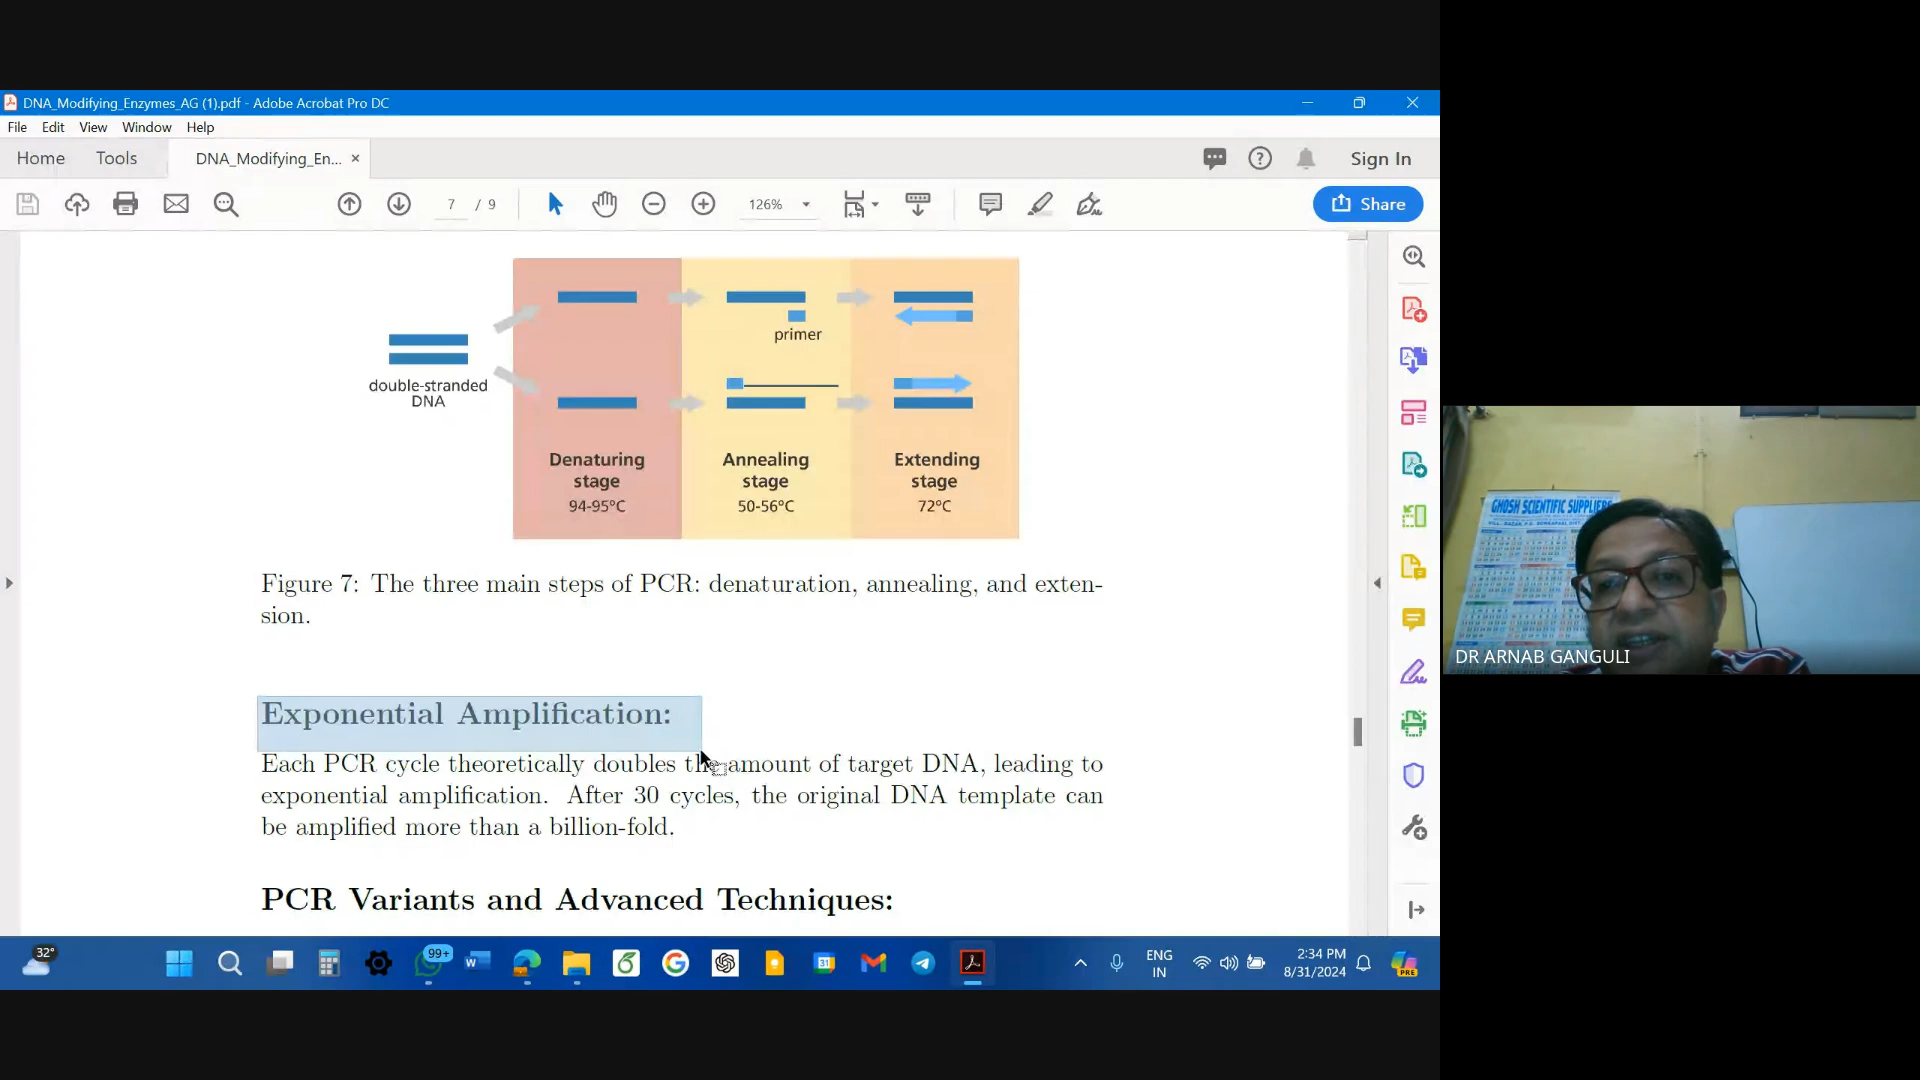 DNA_Modifying_Enzymes_AG (1).pdf - Adobe Acrobat Pro DC
File Edit View Window Help
Home Tools DNA_Modifying_En... × Sign In
7 / 9 126% Share
primer
double-stranded
DNA
Denaturing
stage
94-95°C
Annealing
stage
50-56°C
Extending
stage
72°C
Figure 7: The three main steps of PCR: denaturation, annealing, and exten-
sion.
Exponential Amplification:
Each PCR cycle theoretically doubles the amount of target DNA, leading to
exponential amplification. After 30 cycles, the original DNA template can
be amplified more than a billion-fold.
PCR Variants and Advanced Techniques:
GHOSH SCIENTIFIC SUPPLIERS
DR ARNAB GANGULI
32°
99+
31
ENG
IN
2:34 PM
8/31/2024
PRE